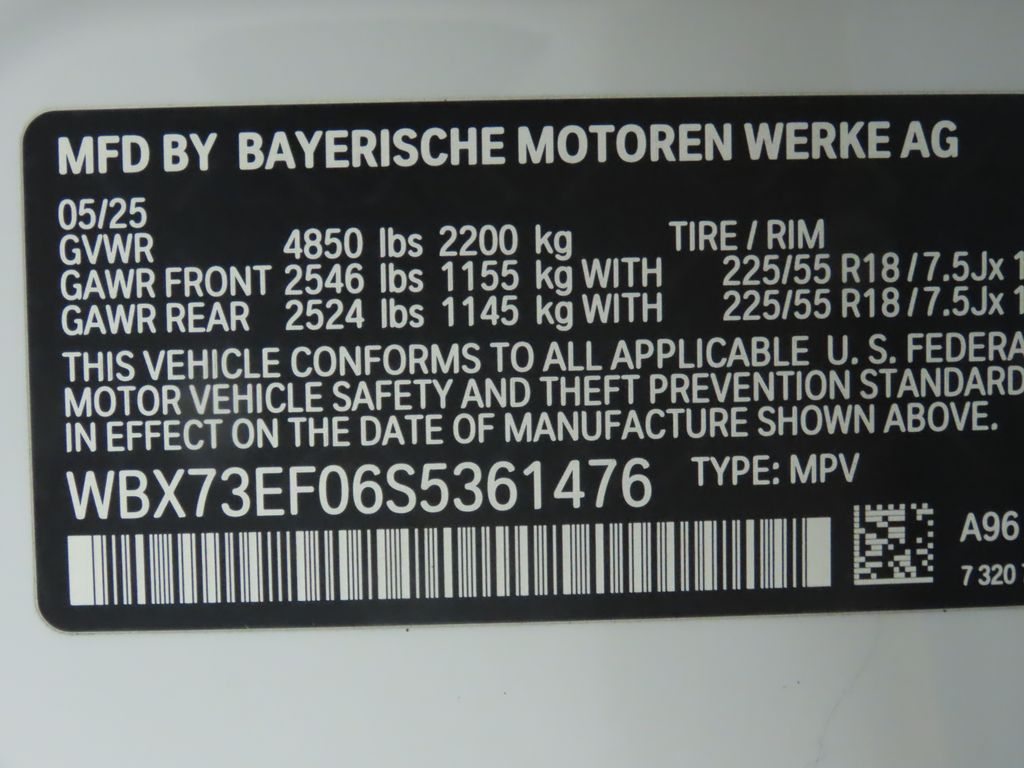 MFD BY BAYERISCHE MOTOREN WERKE AG
05/25
GVWR 4850 lbs 2200 kg TIRE / RIM
GAWR FRONT 2546 lbs 1155 kg WITH 225/55 R18 / 7.5Jx 1
GAWR REAR 2524 lbs 1145 kg WITH 225/55 R18 / 7.5Jx 1
THIS VEHICLE CONFORMS TO ALL APPLICABLE U. S. FEDERA
MOTOR VEHICLE SAFETY AND THEFT PREVENTION STANDARD
IN EFFECT ON THE DATE OF MANUFACTURE SHOWN ABOVE.
WBX73EF06S5361476 TYPE: MPV
A96
7 320